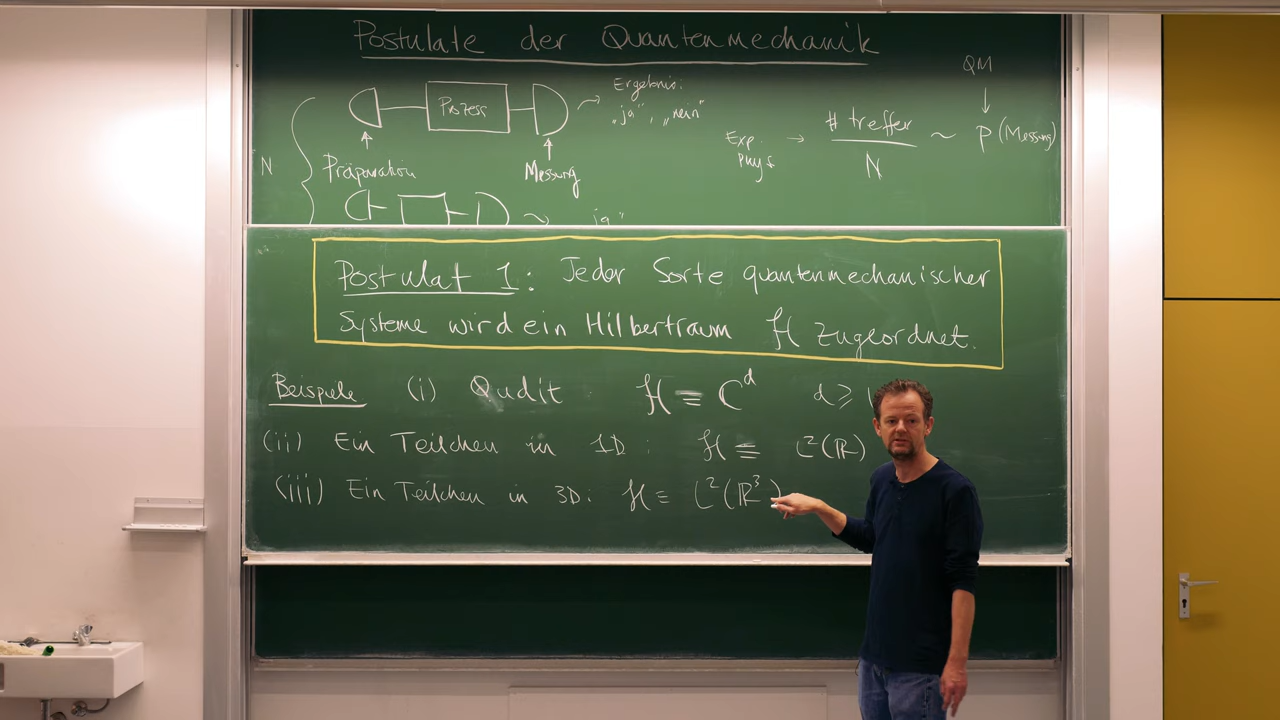 Postulate der Quantenmechanik
QM
Ergebnis:
Prozess
„ja“, „nein“
# treffer
Exp. → ~ p(Messung)
Phys
N
N
Präparation
Messung
~ „ja“
Postulat 1: Jeder Sorte quantenmechanischer
Systeme wird ein Hilbertraum ℋ zugeordnet.
Beispiele (i) Qudit ℋ ≡ ℂ^d d ≥ 1
(ii) Ein Teilchen in 1D: ℋ ≡ L²(ℝ)
(iii) Ein Teilchen in 3D: ℋ ≡ L²(ℝ³)